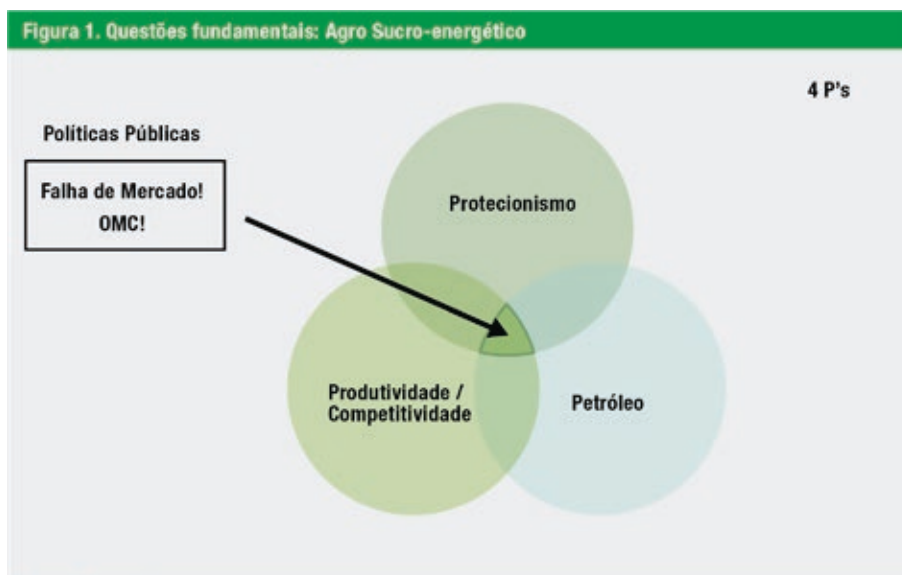 Figura 1. Questões fundamentais: Agro Sucro-energético
4 P's
Políticas Públicas
Falha de Mercado!
OMC!
Protecionismo
Produtividade /
Competitividade
Petróleo